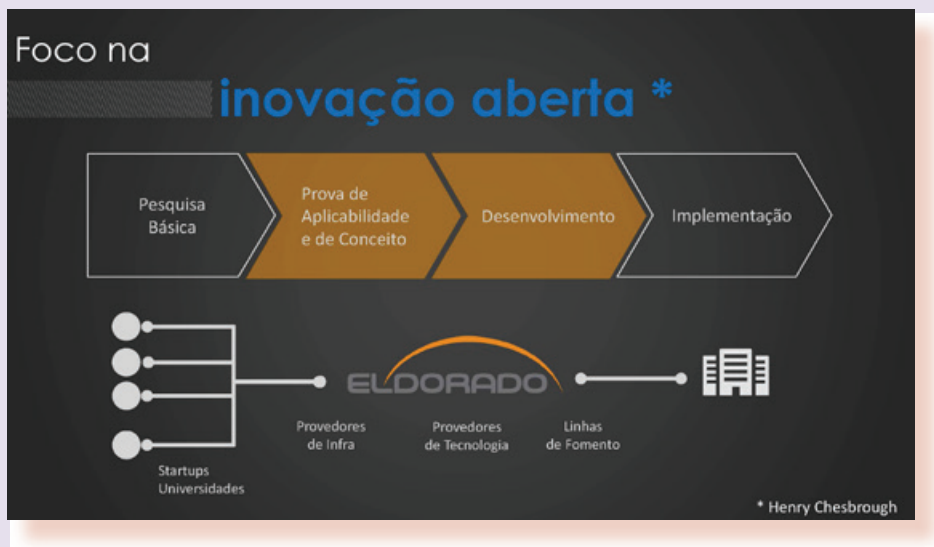 Foco na
inovação aberta *
Pesquisa
Básica
Prova de
Aplicabilidade
e de Conceito
Desenvolvimento
Implementação
ELDORADO
Provedores
de Infra
Provedores
de Tecnologia
Linhas
de Fomento
Startups
Universidades
* Henry Chesbrough